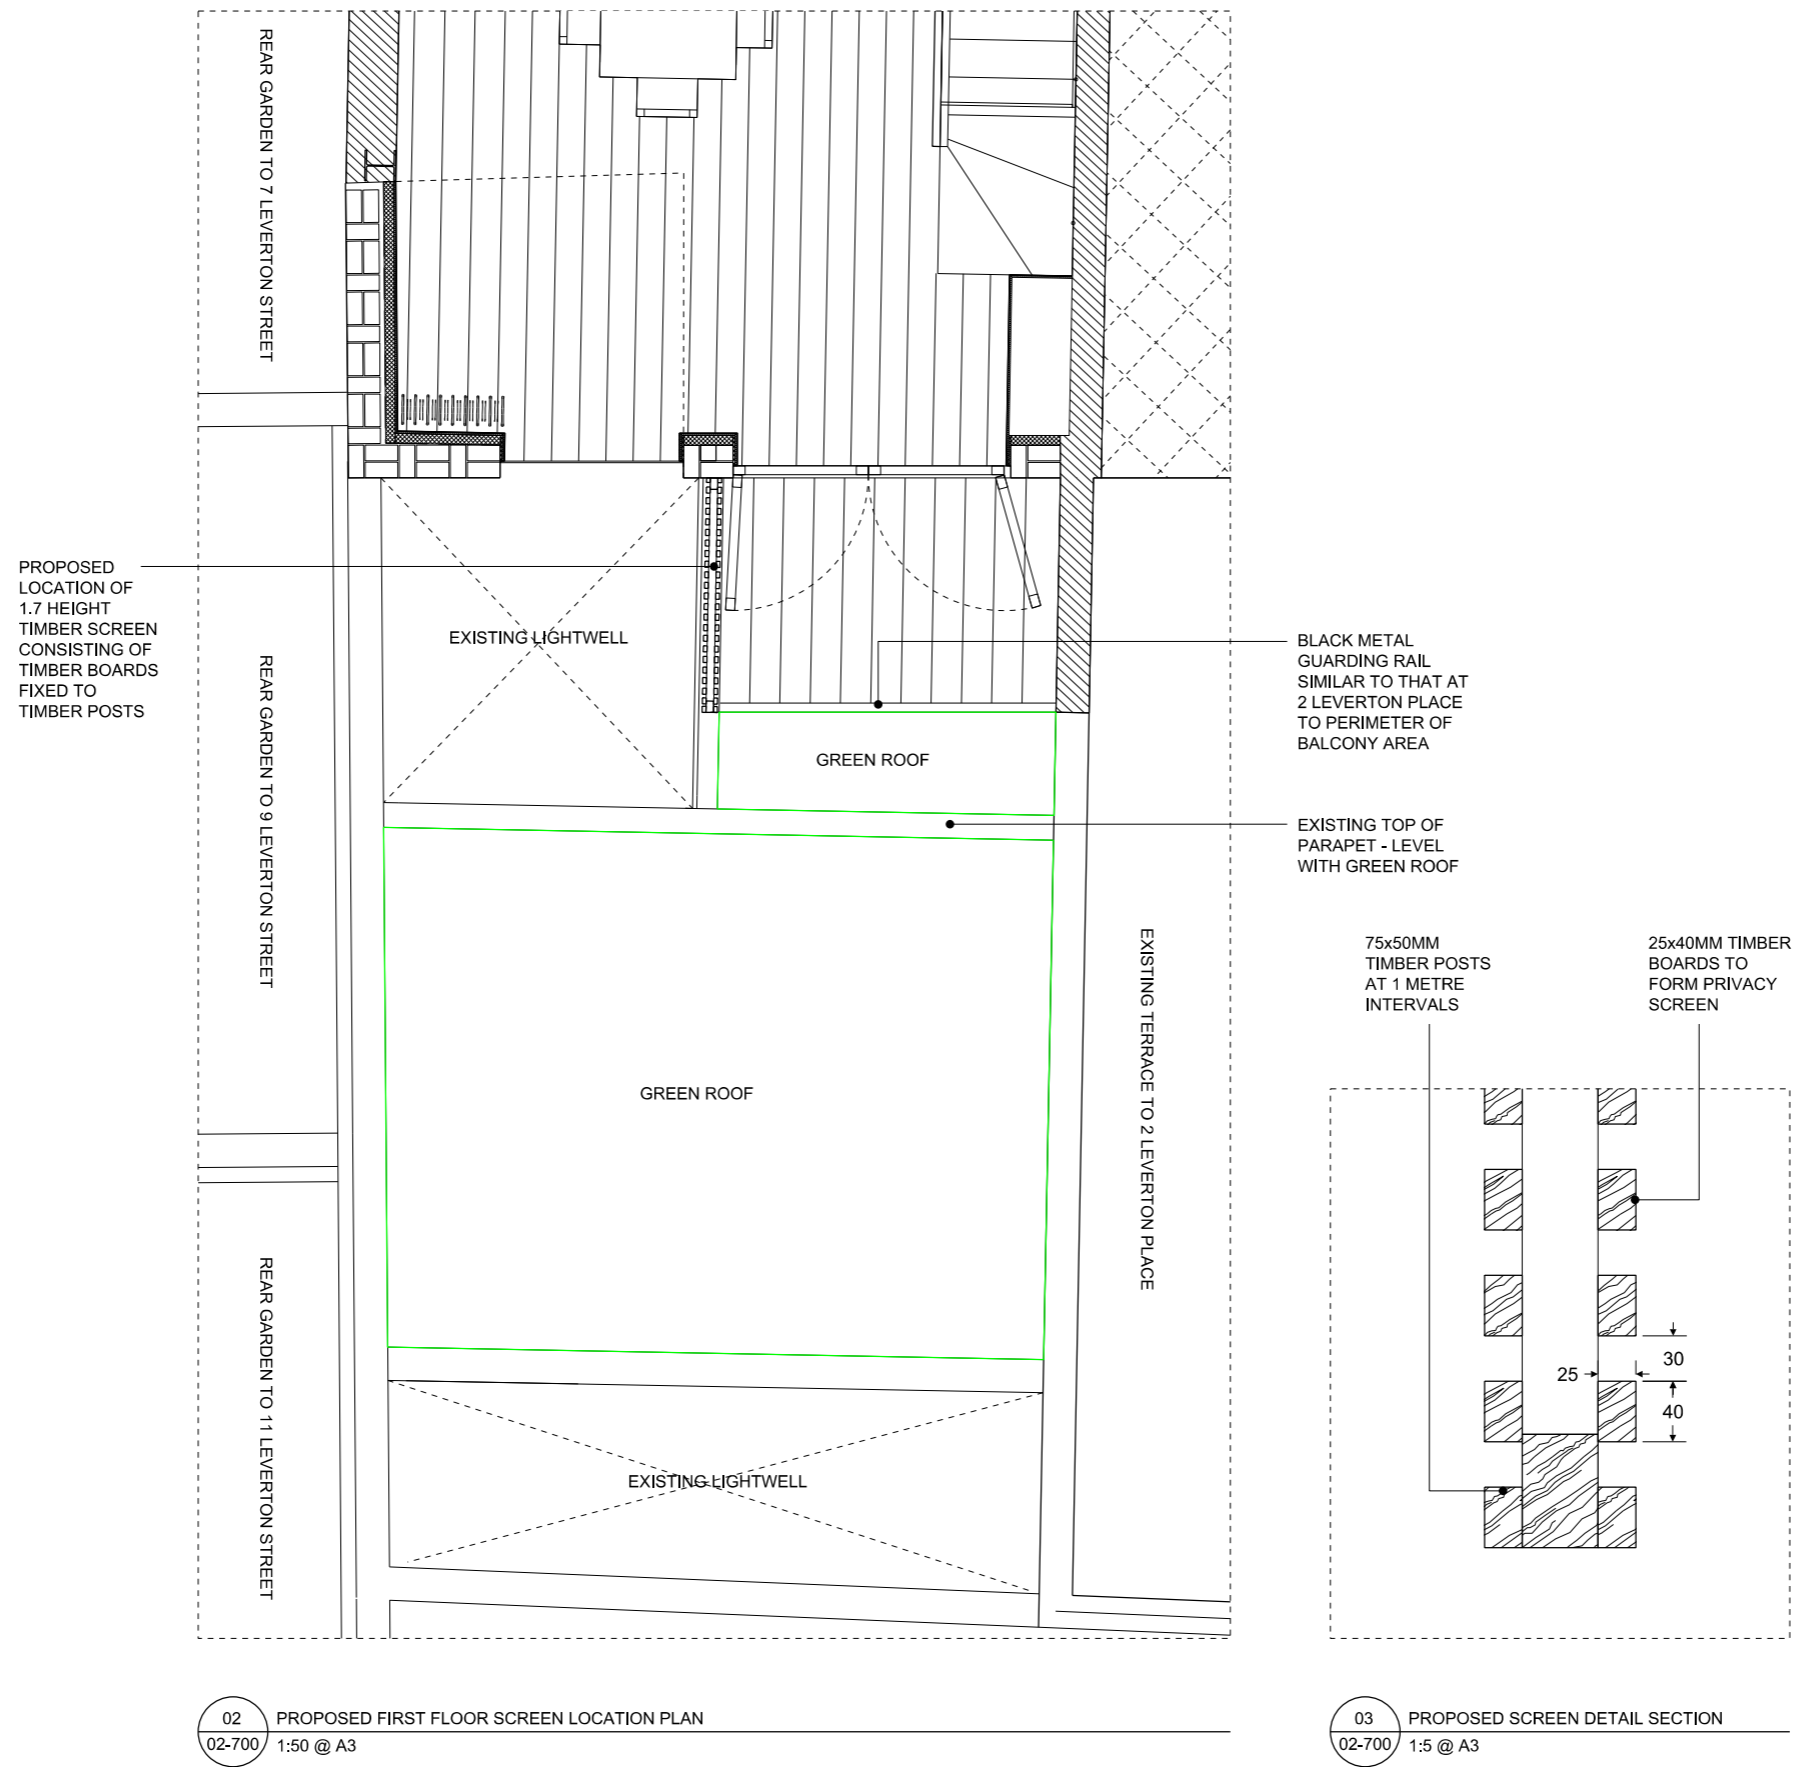 REAR GARDEN TO 7 LEVERTON STREET
PROPOSED
LOCATION OF
1.7 HEIGHT
TIMBER SCREEN
CONSISTING OF
TIMBER BOARDS
FIXED TO
TIMBER POSTS
EXISTING LIGHTWELL
BLACK METAL
GUARDING RAIL
SIMILAR TO THAT AT
2 LEVERTON PLACE
TO PERIMETER OF
BALCONY AREA
REAR GARDEN TO 9 LEVERTON STREET
GREEN ROOF
EXISTING TOP OF
PARAPET - LEVEL
WITH GREEN ROOF
EXISTING TERRACE TO 2 LEVERTON PLACE
GREEN ROOF
75x50MM
TIMBER POSTS
AT 1 METRE
INTERVALS
25x40MM TIMBER
BOARDS TO
FORM PRIVACY
SCREEN
REAR GARDEN TO 11 LEVERTON STREET
EXISTING LIGHTWELL
30
25
40
02
02-700
PROPOSED FIRST FLOOR SCREEN LOCATION PLAN
1:50 @ A3
03
02-700
PROPOSED SCREEN DETAIL SECTION
1:5 @ A3